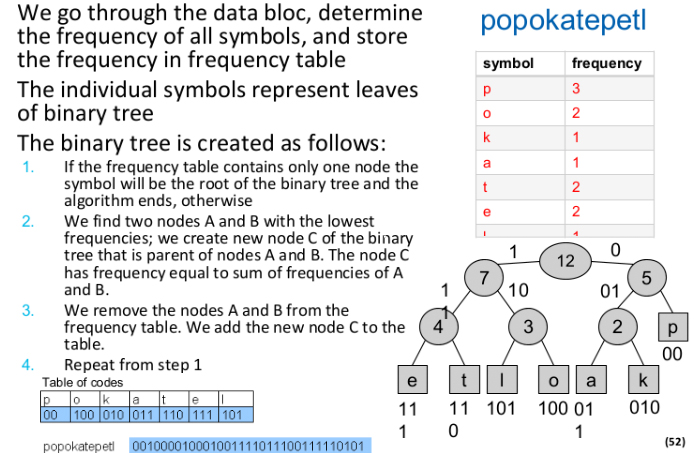 We go through the data bloc, determine
the frequency of all symbols, and store
the frequency in frequency table
The individual symbols represent leaves
of binary tree
The binary tree is created as follows:
1. If the frequency table contains only one node the
symbol will be the root of the binary tree and the
algorithm ends, otherwise
2. We find two nodes A and B with the lowest
frequencies; we create new node C of the binary
tree that is parent of nodes A and B. The node C
has frequency equal to sum of frequencies of A
and B.
3. We remove the nodes A and B from the
frequency table. We add the new node C to the
table.
4. Repeat from step 1
Table of codes
p o k a t e l
00 100 010 011 110 111 101
popokatepetl 001000010001001111011100111110101
popokatepetl
symbol frequency
p 3
o 2
k 1
a 1
t 2
e 2
1 12 0
7 5
1 10 01
1
4 3 2 p
00
e t l o a k
11 11 101 100 01 010
1 0 1
(52)